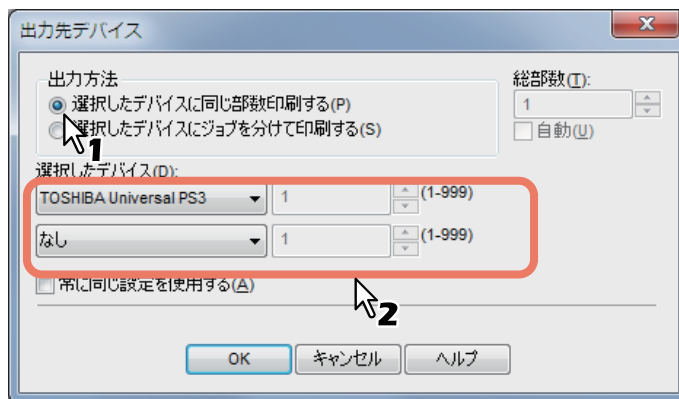 出力先デバイス
出力方法
選択したデバイスに同じ部数印刷する(P)
選択したデバイスにジョブを分けて印刷する(S)
総部数(T):
1
自動(U)
1
選択したデバイス(D):
TOSHIBA Universal PS3 1 (1-999)
なし 1 (1-999)
常に同じ設定を使用する(A)
2
OK キャンセル ヘルプ